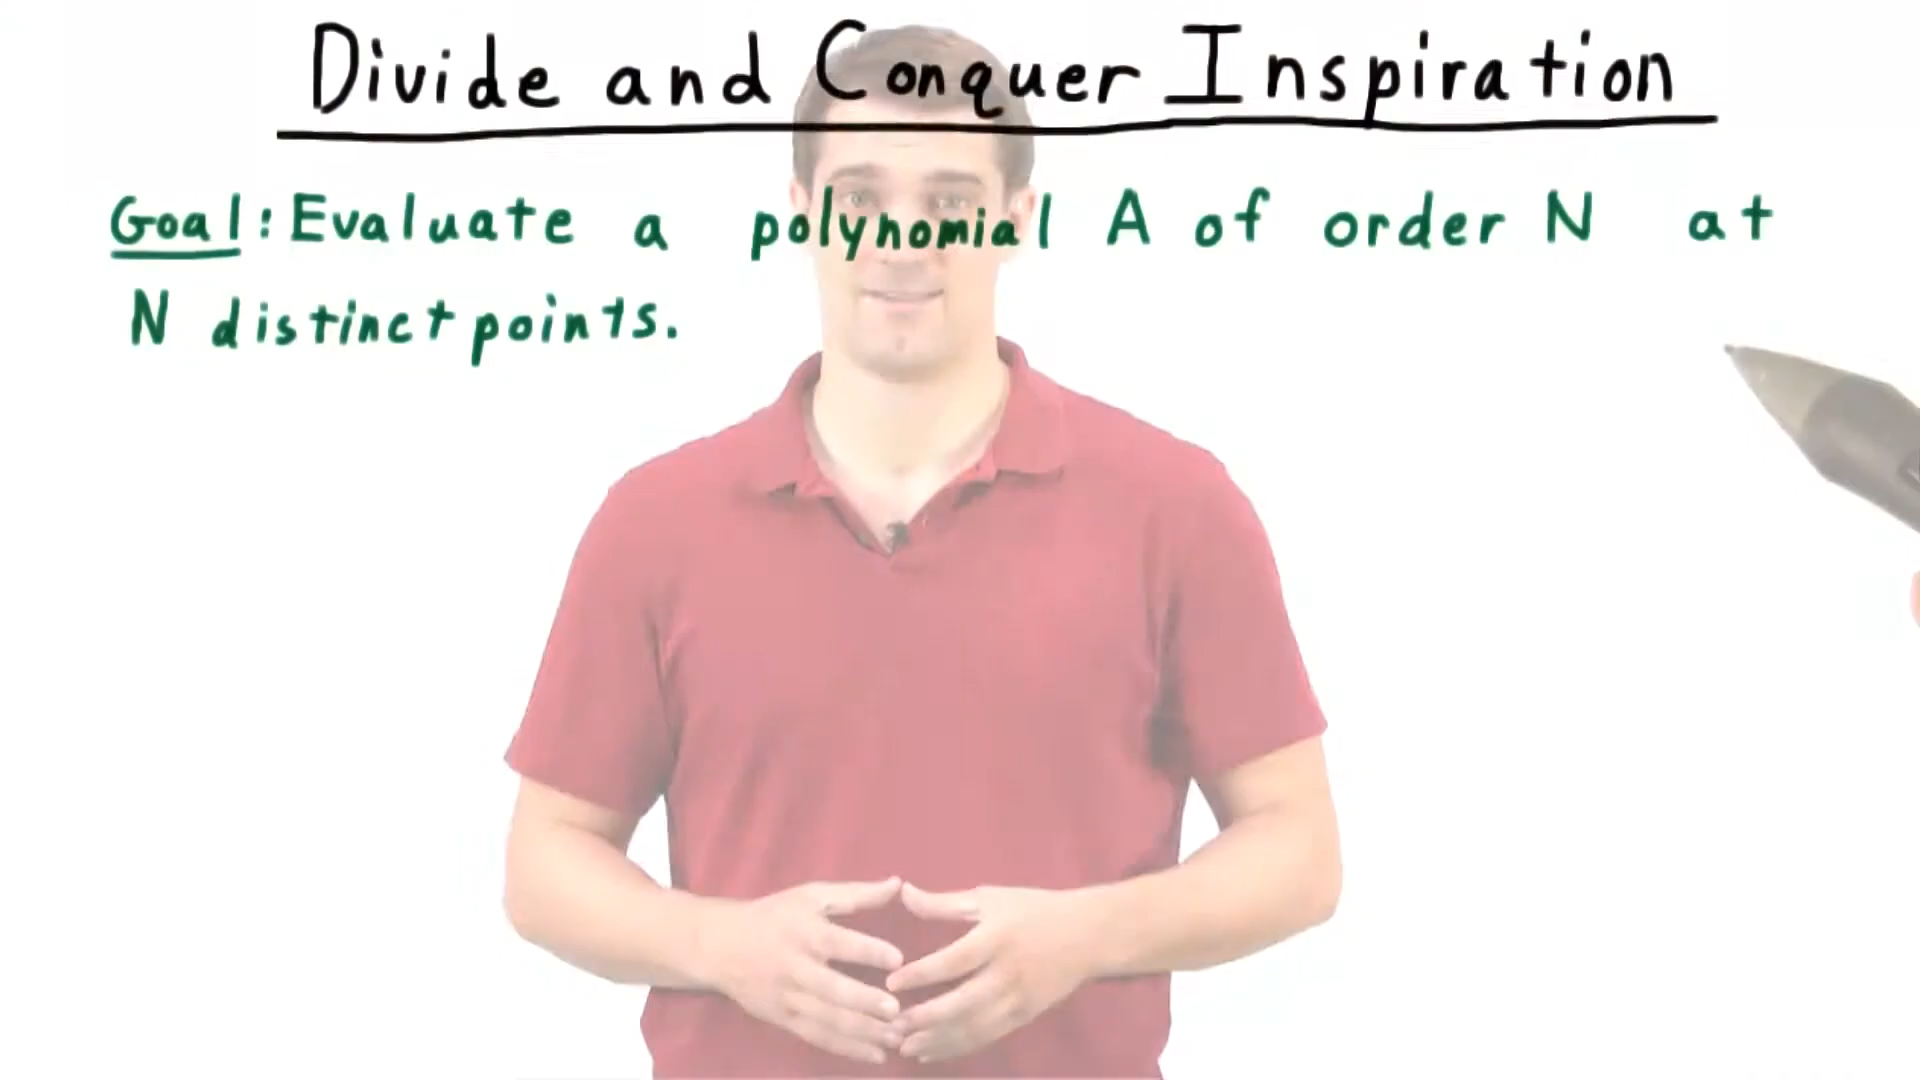 Divide and Conquer Inspiration
Goal: Evaluate a polynomial A of order N at
N distinct points.